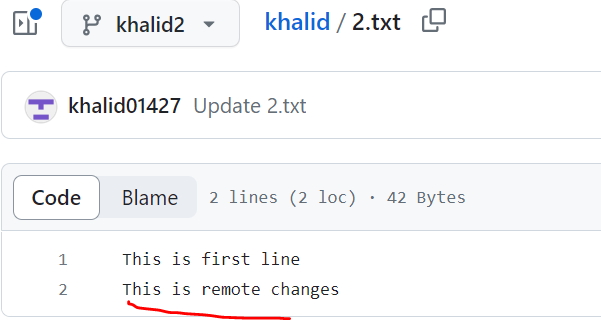 khalid2 khalid / 2.txt
khalid01427 Update 2.txt
Code Blame 2 lines (2 loc) · 42 Bytes
1 This is first line
2 This is remote changes